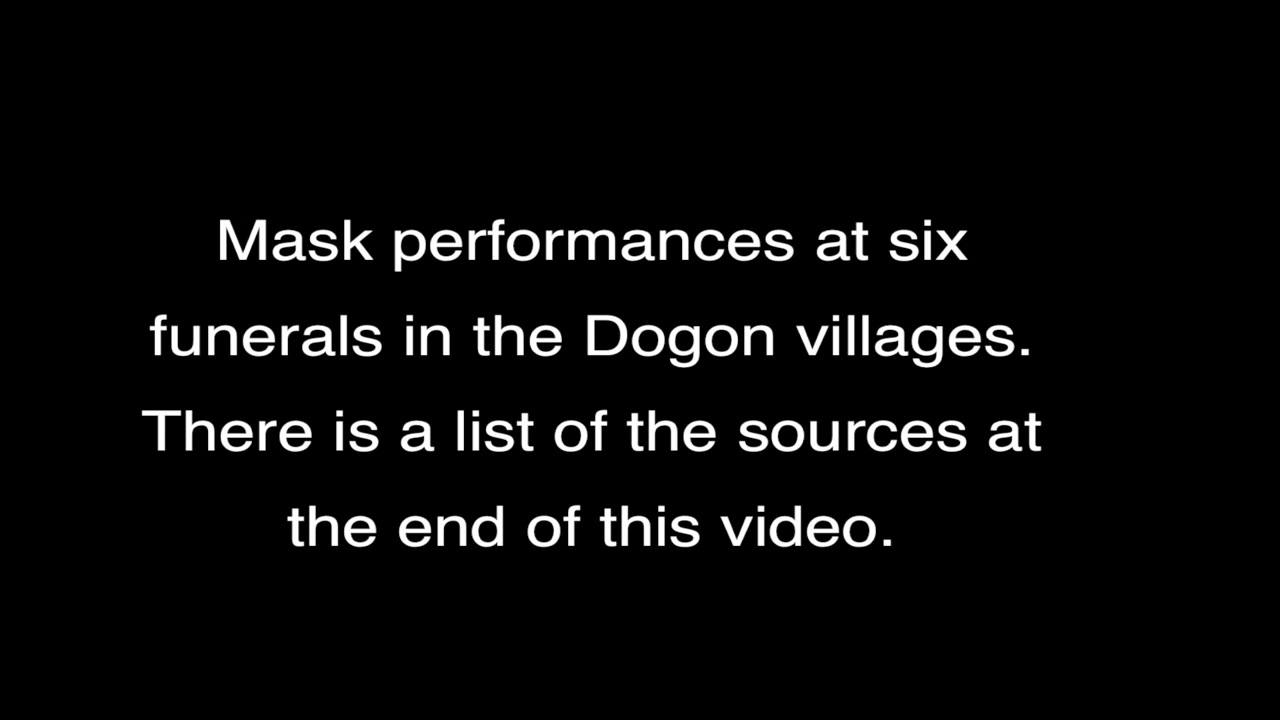 Mask performances at six
funerals in the Dogon villages.
There is a list of the sources at
the end of this video.